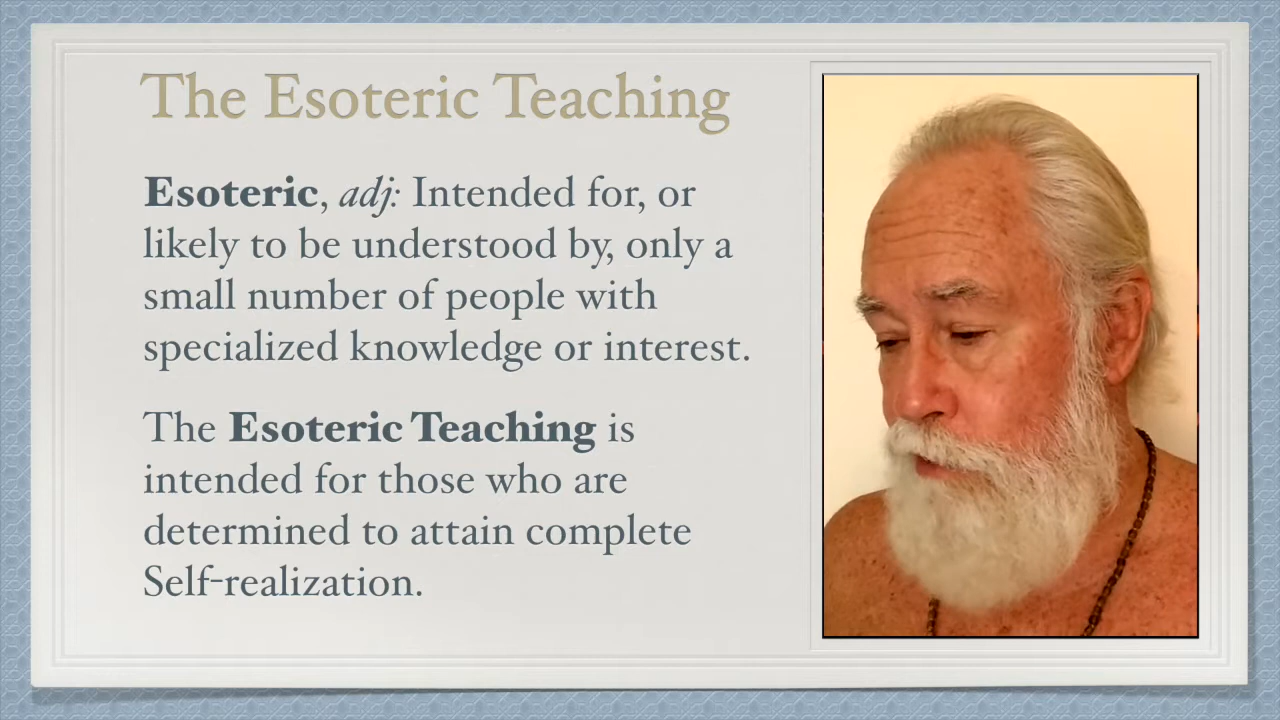 The Esoteric Teaching
Esoteric, adj: Intended for, or
likely to be understood by, only a
small number of people with
specialized knowledge or interest.
The Esoteric Teaching is
intended for those who are
determined to attain complete
Self-realization.